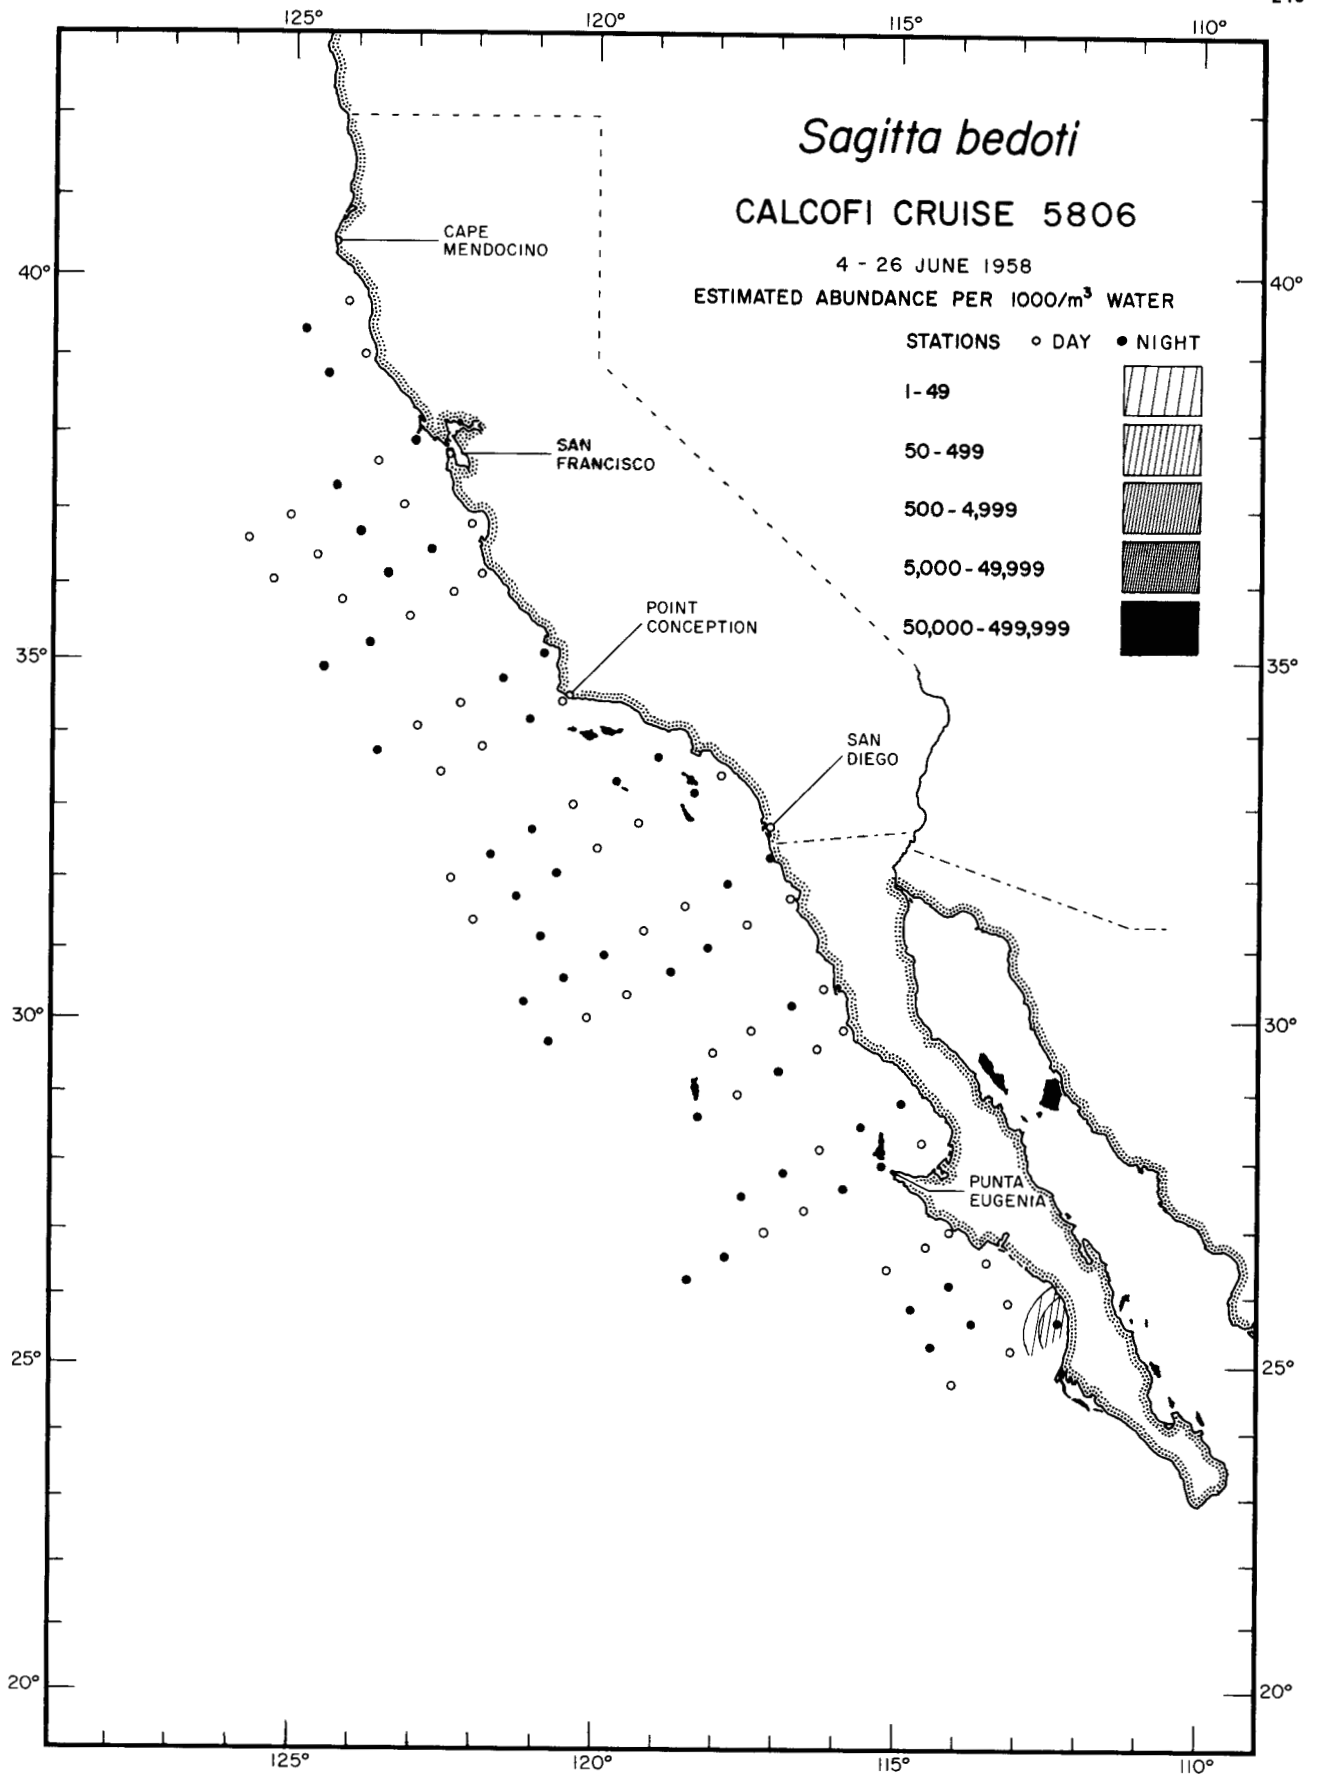 125°
120°
115°
110°
Sagitta bedoti
CALCOFI CRUISE 5806
4 - 26 JUNE 1958
ESTIMATED ABUNDANCE PER 1000/m³ WATER
STATIONS ○ DAY ● NIGHT
1-49
50-499
500-4,999
5,000-49,999
50,000-499,999
CAPE
MENDOCINO
SAN
FRANCISCO
POINT
CONCEPTION
SAN
DIEGO
PUNTA
EUGENIA
40°
40°
35°
35°
30°
30°
25°
25°
20°
20°
125°
120°
115°
110°